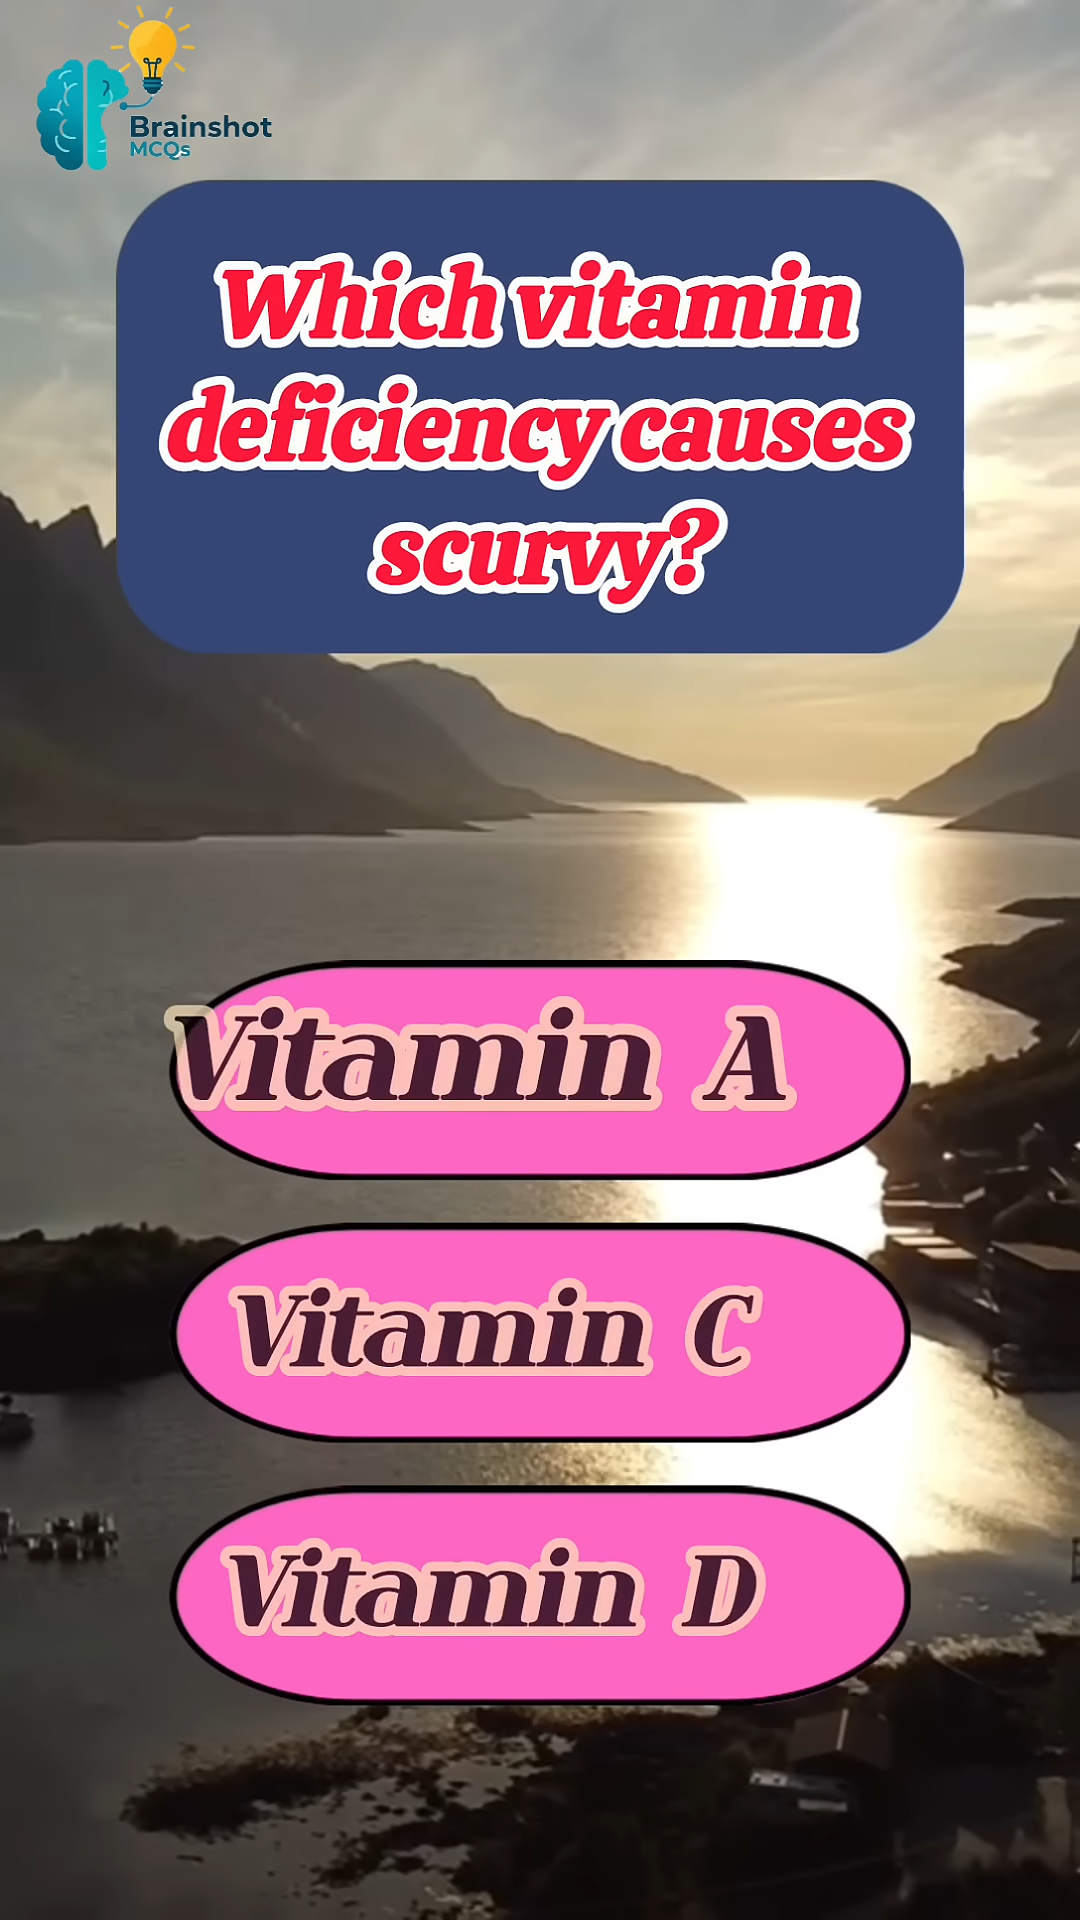 Brainshot
MCQs
Which vitamin
deficiency causes
scurvy?
Vitamin A
Vitamin C
Vitamin D